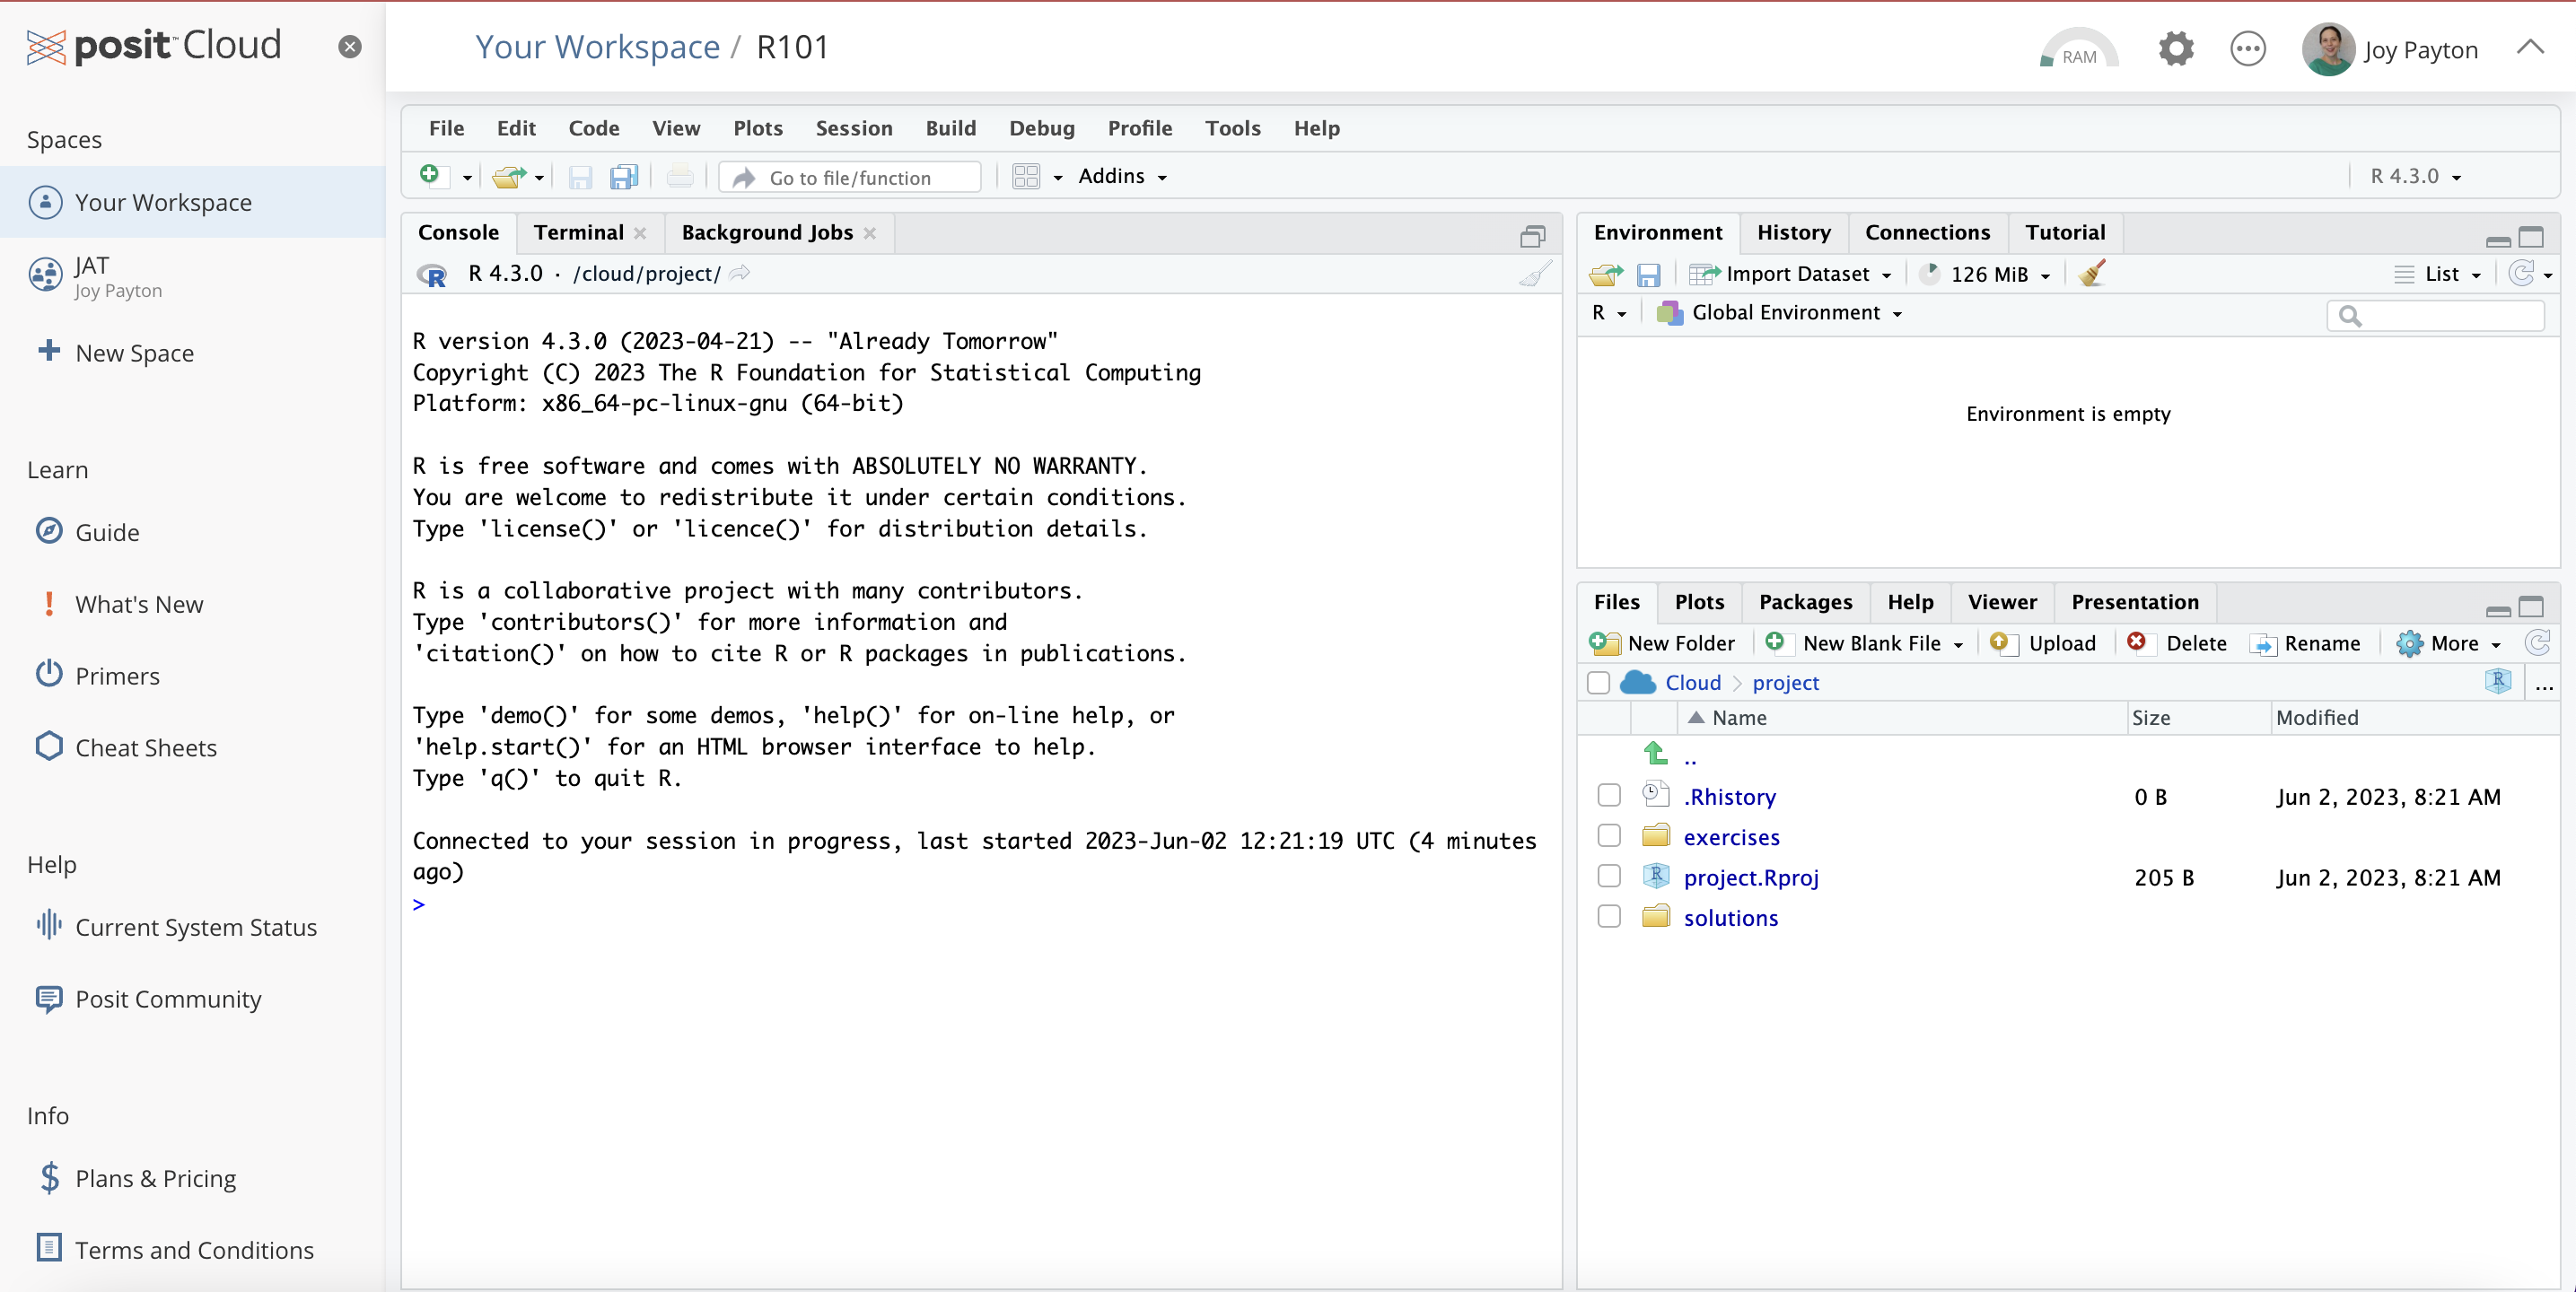 posit™ Cloud
Your Workspace / R101
RAM
Joy Payton
Spaces
Your Workspace
JAT
Joy Payton
New Space
Learn
Guide
What's New
Primers
Cheat Sheets
Help
Current System Status
Posit Community
Info
Plans & Pricing
Terms and Conditions
File Edit Code View Plots Session Build Debug Profile Tools Help
Go to file/function Addins R 4.3.0
Console Terminal Background Jobs
R 4.3.0 · /cloud/project/
R version 4.3.0 (2023-04-21) -- "Already Tomorrow"
Copyright (C) 2023 The R Foundation for Statistical Computing
Platform: x86_64-pc-linux-gnu (64-bit)
R is free software and comes with ABSOLUTELY NO WARRANTY.
You are welcome to redistribute it under certain conditions.
Type 'license()' or 'licence()' for distribution details.
R is a collaborative project with many contributors.
Type 'contributors()' for more information and
'citation()' on how to cite R or R packages in publications.
Type 'demo()' for some demos, 'help()' for on-line help, or
'help.start()' for an HTML browser interface to help.
Type 'q()' to quit R.
Connected to your session in progress, last started 2023-Jun-02 12:21:19 UTC (4 minutes
ago)
>
Environment History Connections Tutorial
Import Dataset 126 MiB List
R Global Environment
Environment is empty
Files Plots Packages Help Viewer Presentation
New Folder New Blank File Upload Delete Rename More
Cloud > project ...
Name Size Modified
..
.Rhistory 0 B Jun 2, 2023, 8:21 AM
exercises
project.Rproj 205 B Jun 2, 2023, 8:21 AM
solutions